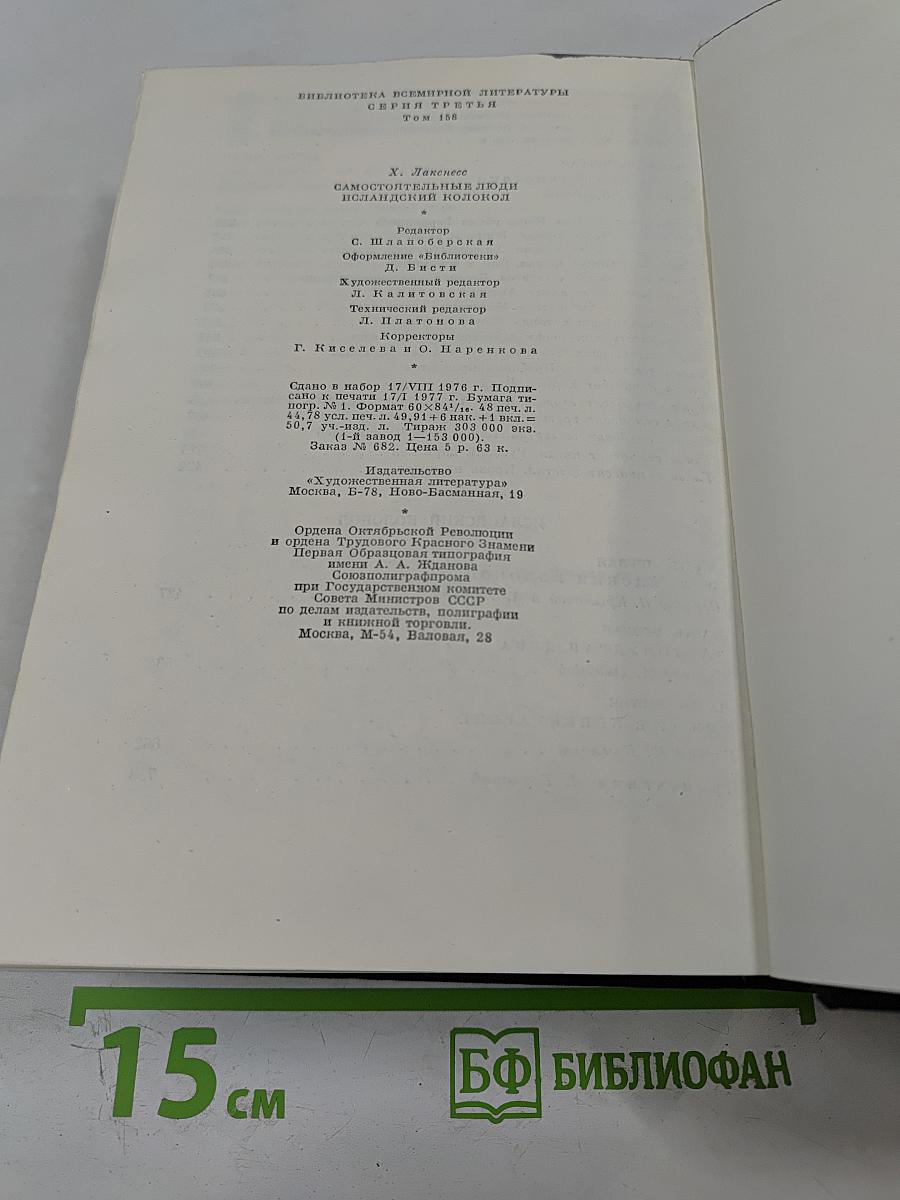 БИБЛИОТЕКА ВСЕМИРНОЙ ЛИТЕРАТУРЫ
СЕРИЯ ТРЕТЬЯ
Том 158
Х. Лакснесс
САМОСТОЯТЕЛЬНЫЕ ЛЮДИ
ИСЛАНДСКИЙ КОЛОКОЛ
*
Редактор
С. Шлапоберская
Оформление «Библиотеки»
Д. Бисти
Художественный редактор
Л. Калитовская
Технический редактор
Л. Платонова
Корректоры
Г. Киселева и О. Наренкова
*
Сдано в набор 17/VIII 1976 г. Подпи-
сано к печати 17/I 1977 г. Бумага ти-
погр. № 1. Формат 60×84¹/₁₆. 48 печ. л.
44,78 усл. печ. л. 49,91+6 нак.+1 вкл.=
50,7 уч.-изд. л. Тираж 303 000 экз.
(1-й завод 1—153 000).
Заказ № 682. Цена 5 р. 63 к.
Издательство
«Художественная литература»
Москва, Б-78, Ново-Басманная, 19
*
Ордена Октябрьской Революции
и ордена Трудового Красного Знамени
Первая Образцовая типография
имени А. А. Жданова
Союзполиграфпрома
при Государственном комитете
Совета Министров СССР
по делам издательств, полиграфии
и книжной торговли.
Москва, М-54, Валовая, 28
15 см
БФ БИБЛИОФАН